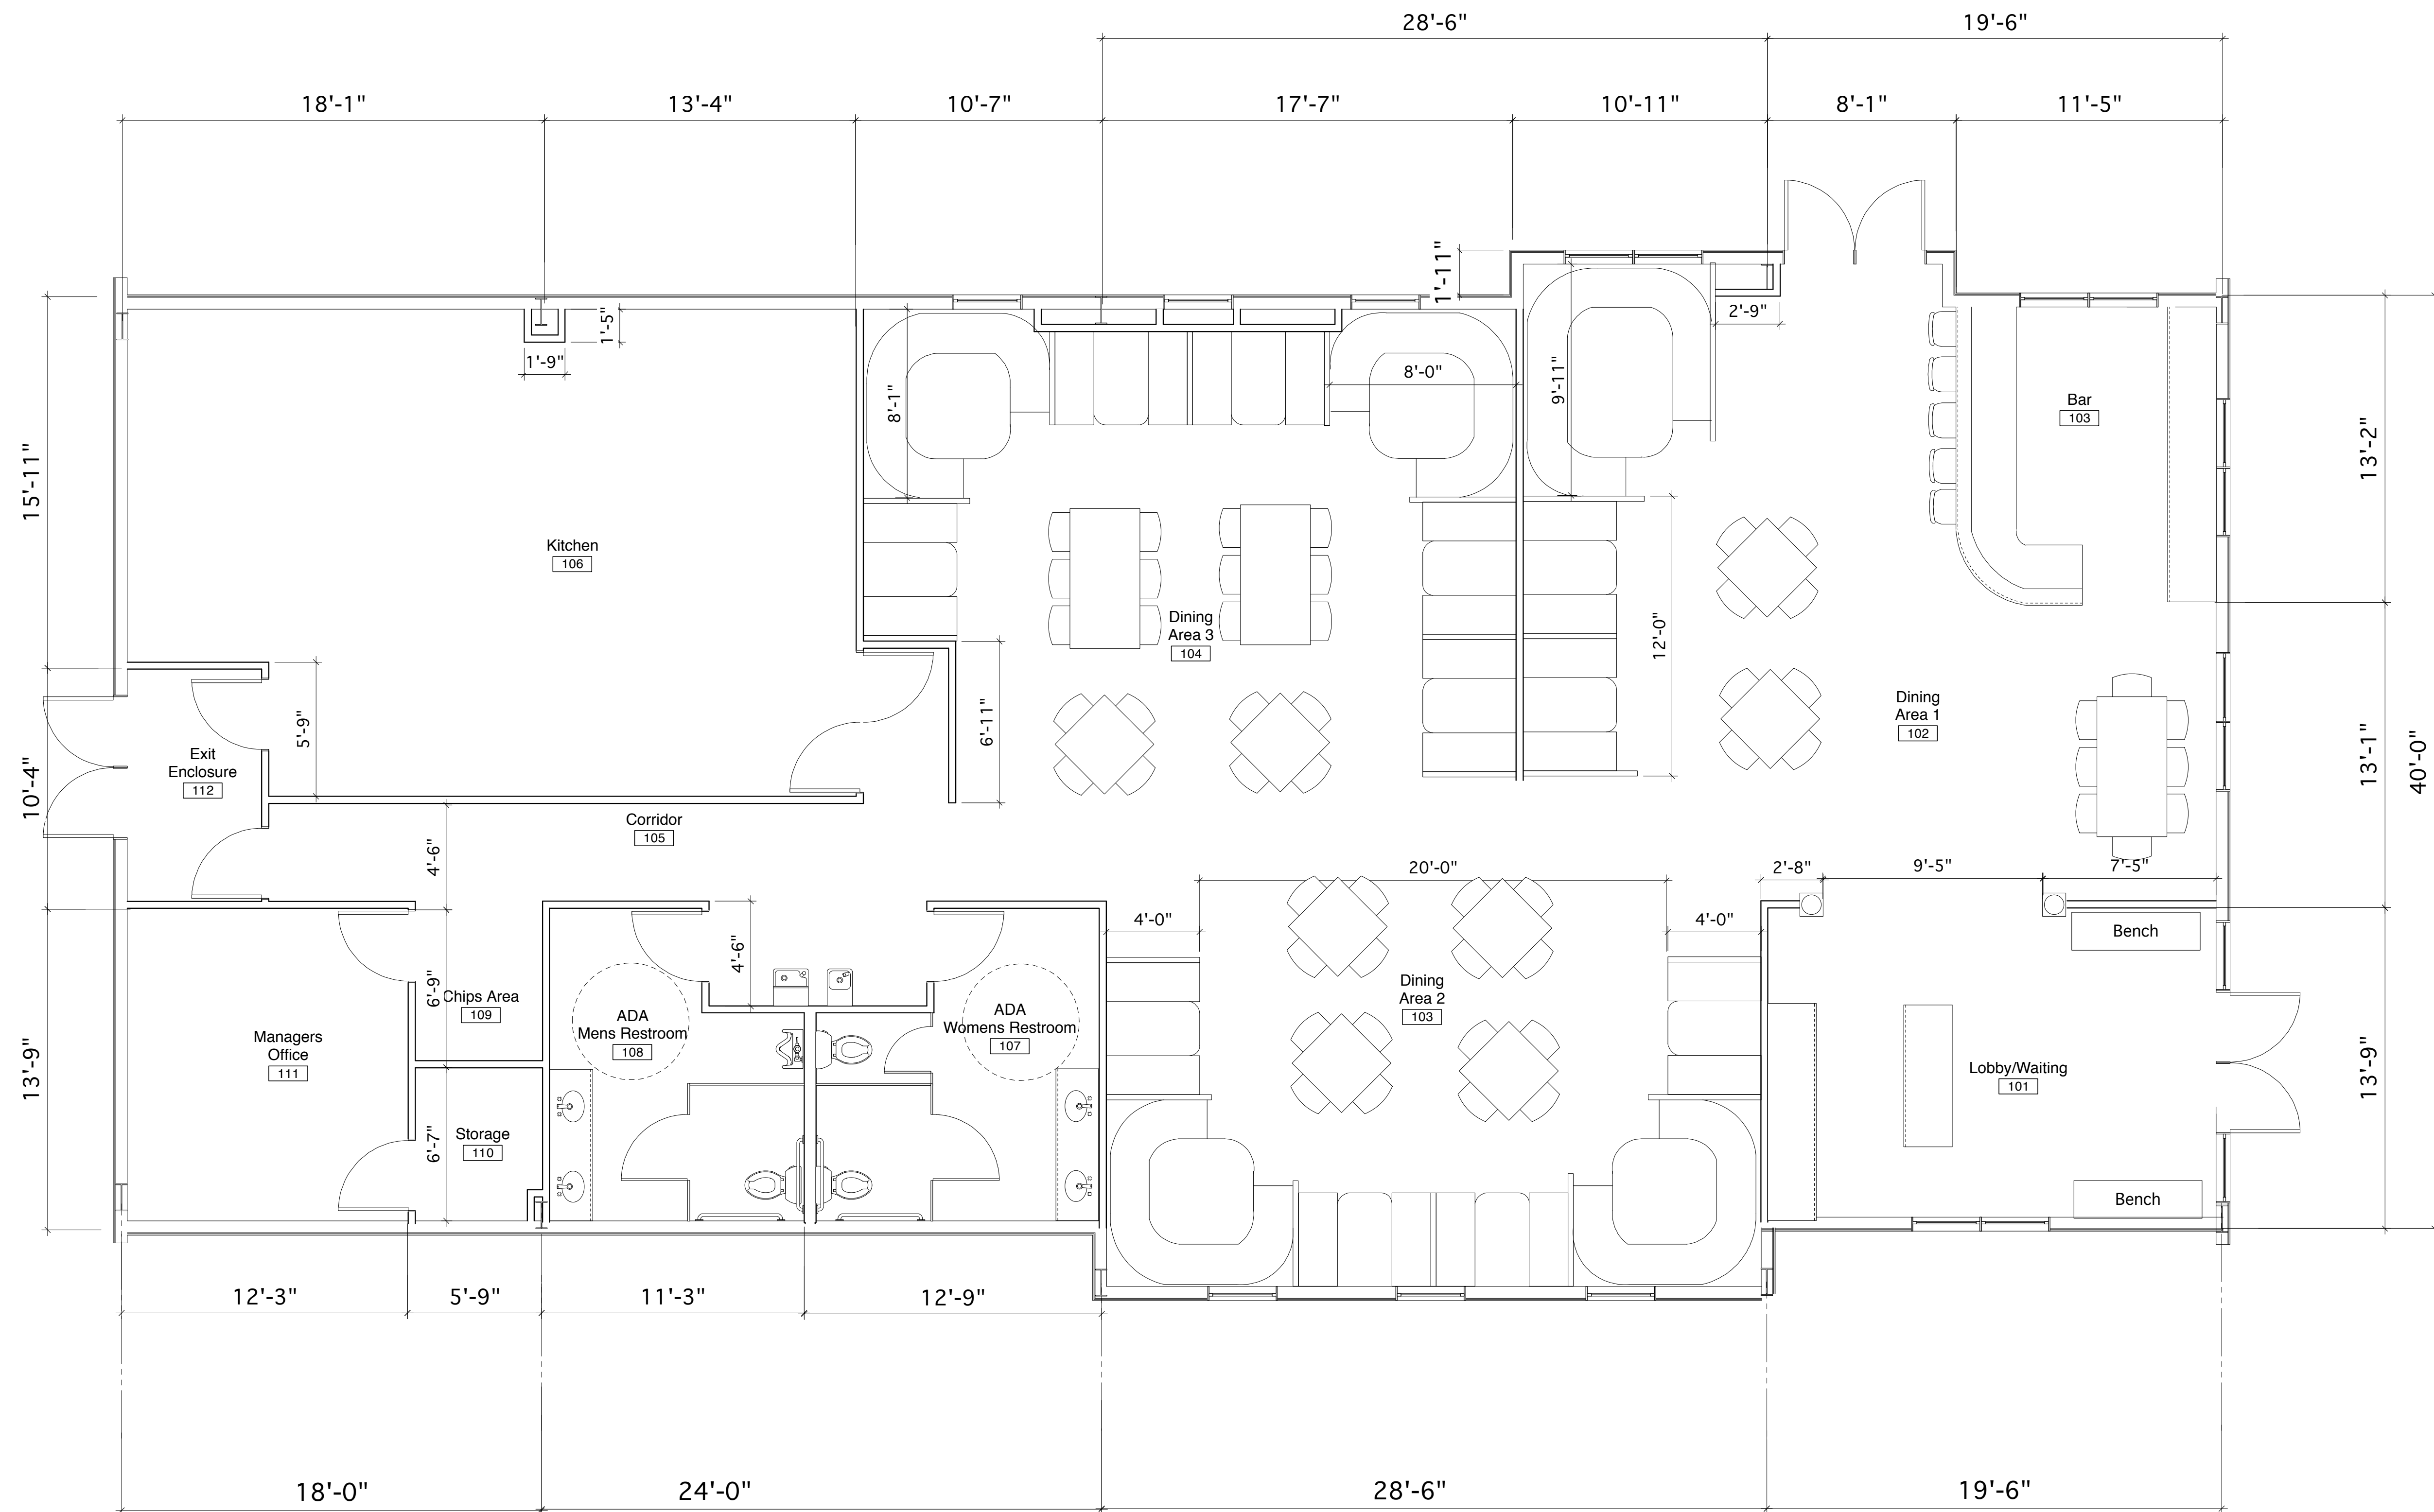 28'-6"
19'-6"
18'-1"
13'-4"
10'-7"
17'-7"
10'-11"
8'-1"
11'-5"
1'-11"
2'-9"
1'-5"
1'-9"
8'-1"
8'-0"
9'-11"
Bar
103
13'-2"
15'-11"
Kitchen
106
Dining
Area 3
104
12'-0"
Dining
Area 1
102
5'-9"
6'-11"
Exit
Enclosure
112
10'-4"
13'-1"
40'-0"
Corridor
105
4'-6"
20'-0"
2'-8"
9'-5"
7'-5"
4'-0"
4'-0"
Bench
4'-6"
6'-9"
Chips Area
109
Dining
Area 2
103
ADA
Mens Restroom
108
ADA
Womens Restroom
107
Managers
Office
111
Lobby/Waiting
101
13'-9"
13'-9"
6'-7"
Storage
110
Bench
12'-3"
5'-9"
11'-3"
12'-9"
18'-0"
24'-0"
28'-6"
19'-6"